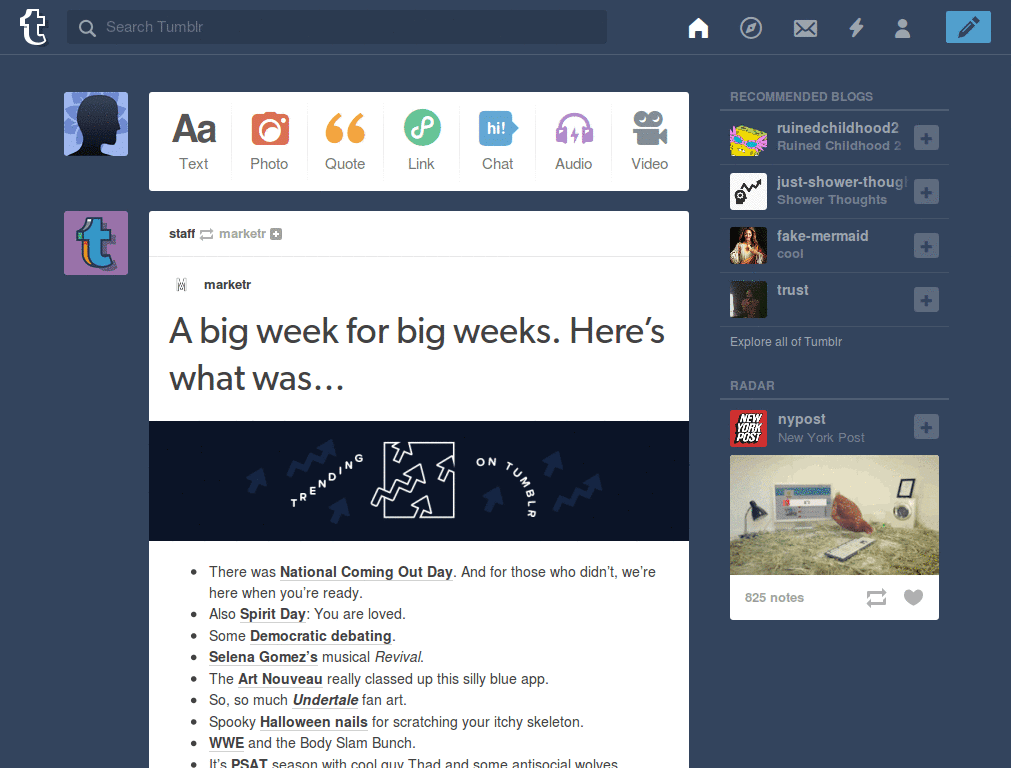 t
Search Tumblr
Aa
hi!
Text
Photo
Quote
Link
Chat
Audio
Video
staff marketr
marketr
A big week for big weeks. Here’s
what was…
TRENDING
ON TUMBLR
• There was National Coming Out Day. And for those who didn’t, we’re
here when you’re ready.
• Also Spirit Day: You are loved.
• Some Democratic debating.
• Selena Gomez’s musical Revival.
• The Art Nouveau really classed up this silly blue app.
• So, so much Undertale fan art.
• Spooky Halloween nails for scratching your itchy skeleton.
• WWE and the Body Slam Bunch.
• It’s PSAT season with cool guy Thad and some antisocial wolves
RECOMMENDED BLOGS
ruinedchildhood2
Ruined Childhood 2
just-shower-thoug
Shower Thoughts
fake-mermaid
cool
trust
Explore all of Tumblr
RADAR
NEW
YORK
POST
nypost
New York Post
825 notes